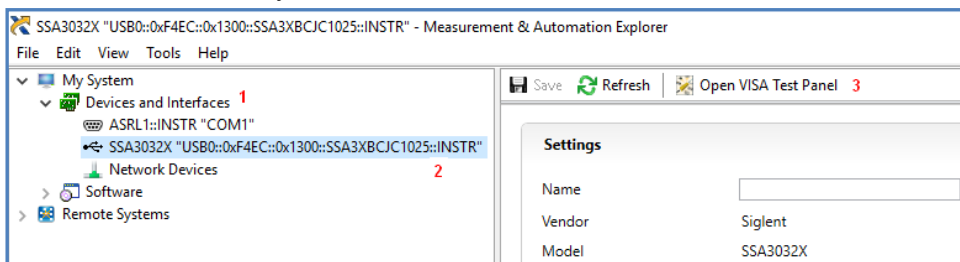 SSA3032X "USB0::0xF4EC::0x1300::SSA3XBCJC1025::INSTR" - Measurement & Automation Explorer
File Edit View Tools Help
My System
Devices and Interfaces 1
ASRL1::INSTR "COM1"
SSA3032X "USB0::0xF4EC::0x1300::SSA3XBCJC1025::INSTR"
Network Devices 2
Software
Remote Systems
Save Refresh Open VISA Test Panel 3
Settings
Name
Vendor Siglent
Model SSA3032X